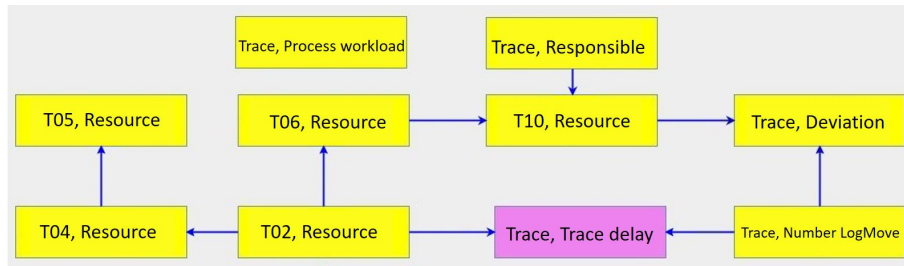 Trace, Process workload
Trace, Responsible
T05, Resource
T06, Resource
T10, Resource
Trace, Deviation
T04, Resource
T02, Resource
Trace, Trace delay
Trace, Number LogMove